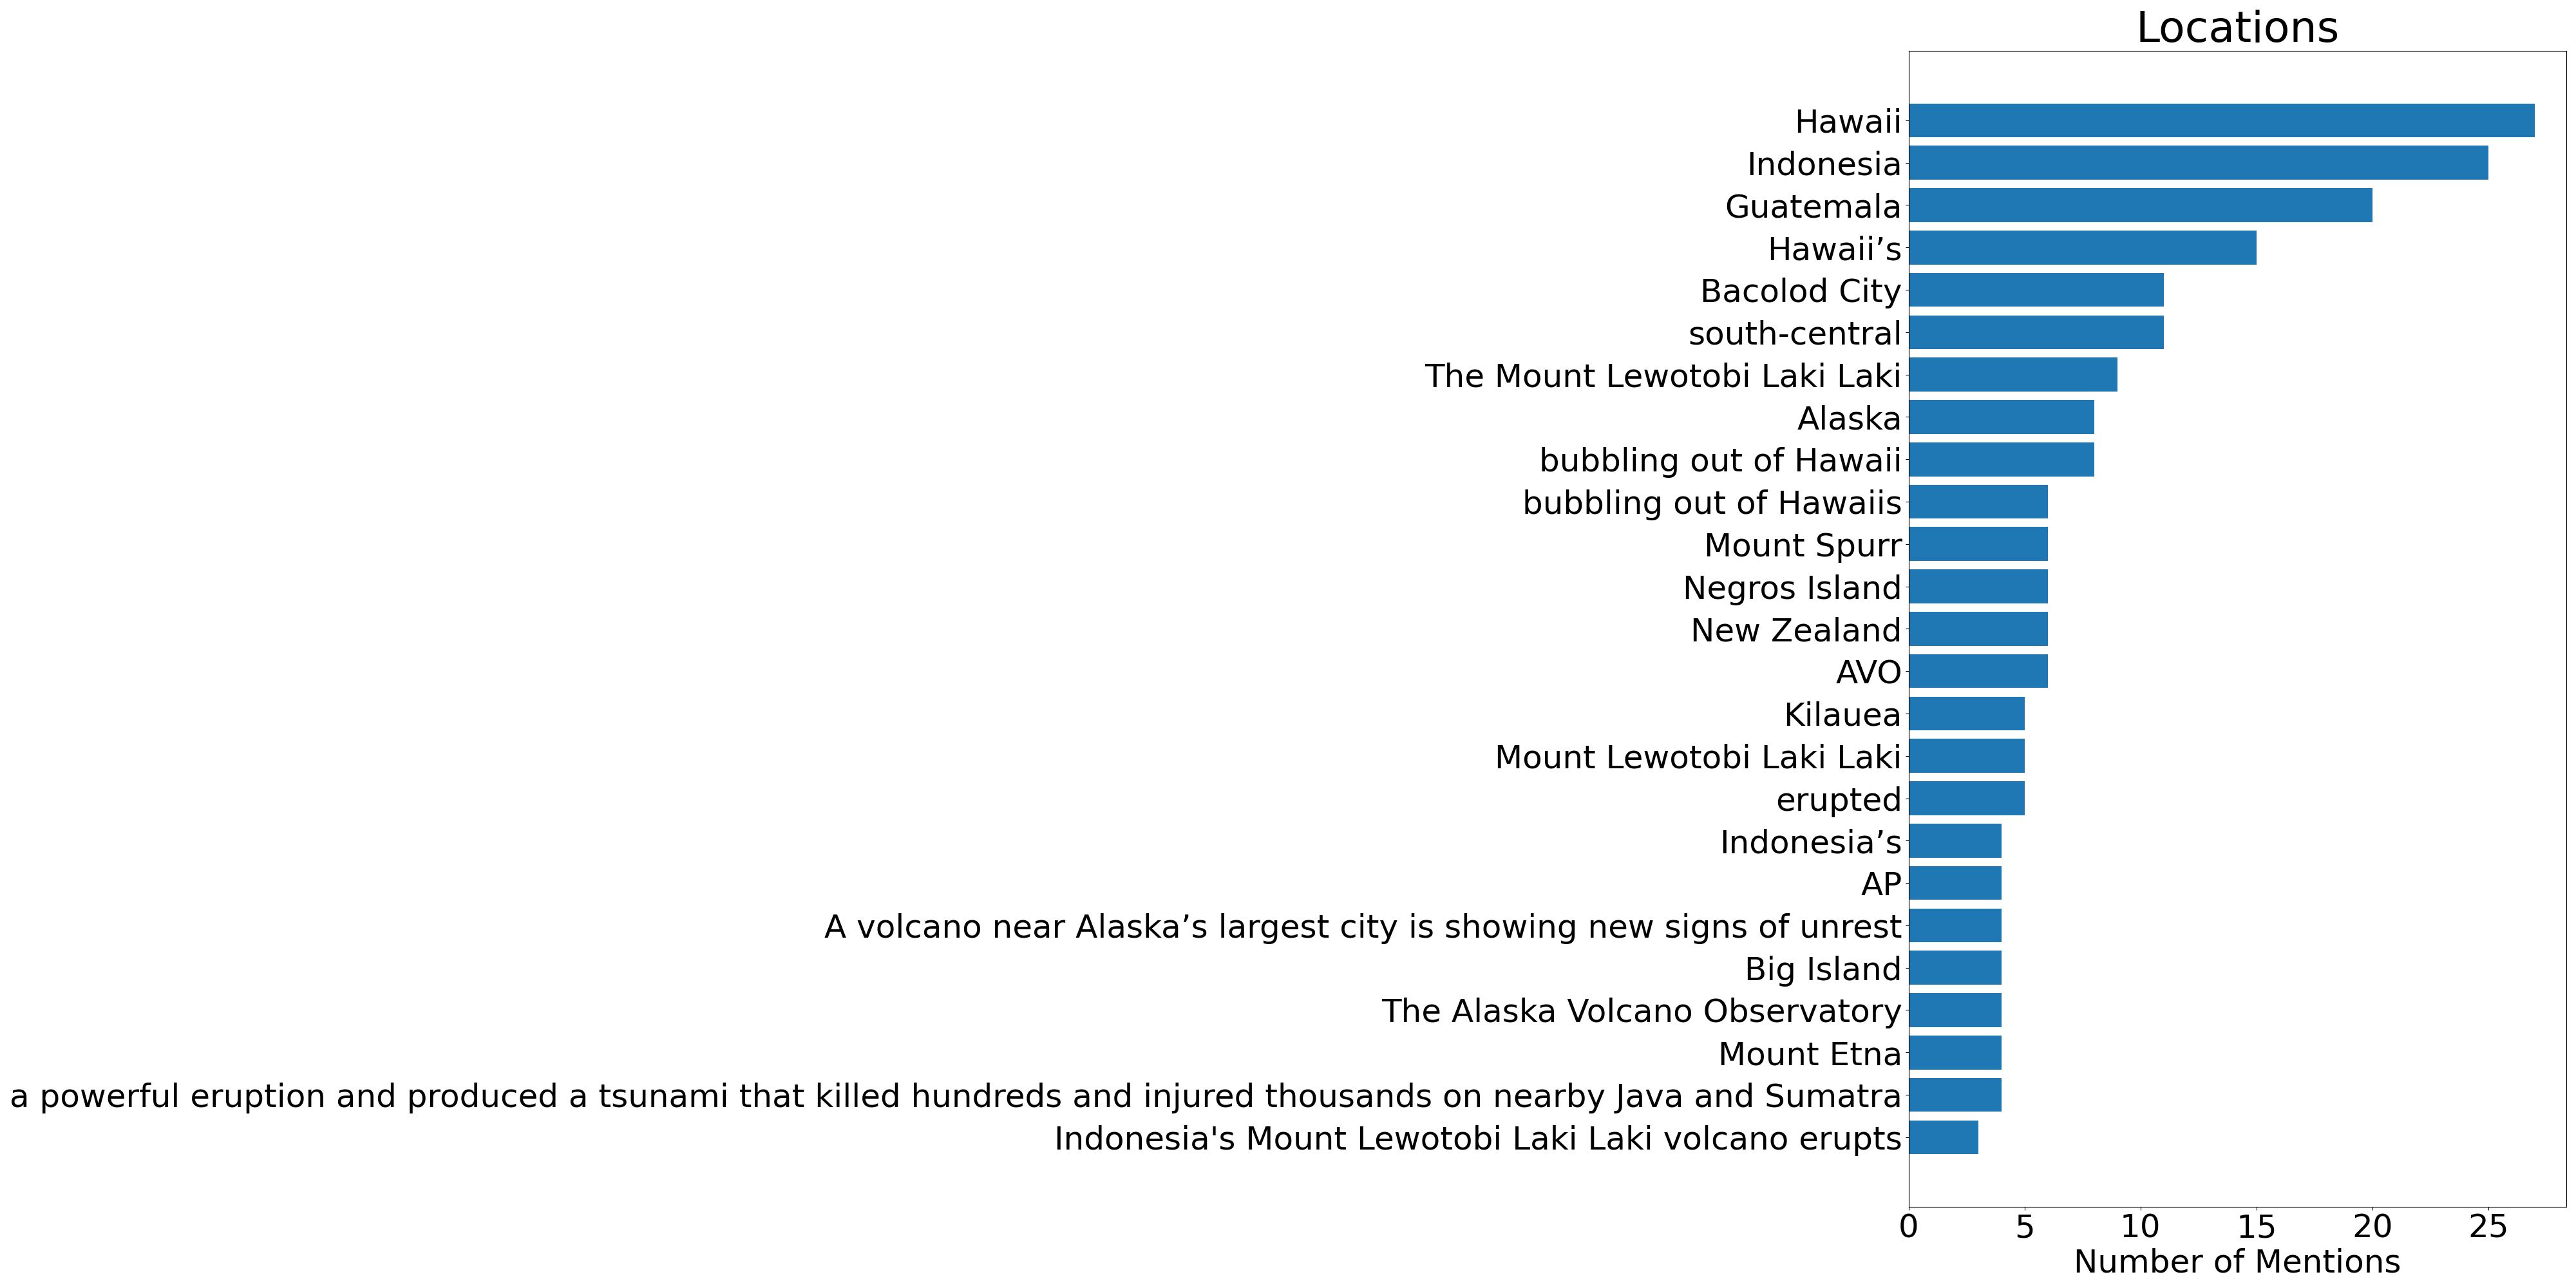 Locations
Hawaii
Indonesia
Guatemala
Hawaii’s
Bacolod City
south-central
The Mount Lewotobi Laki Laki
Alaska
bubbling out of Hawaii
bubbling out of Hawaiis
Mount Spurr
Negros Island
New Zealand
AVO
Kilauea
Mount Lewotobi Laki Laki
erupted
Indonesia’s
AP
A volcano near Alaska’s largest city is showing new signs of unrest
Big Island
The Alaska Volcano Observatory
Mount Etna
a powerful eruption and produced a tsunami that killed hundreds and injured thousands on nearby Java and Sumatra
Indonesia's Mount Lewotobi Laki Laki volcano erupts
0 5 10 15 20 25
Number of Mentions